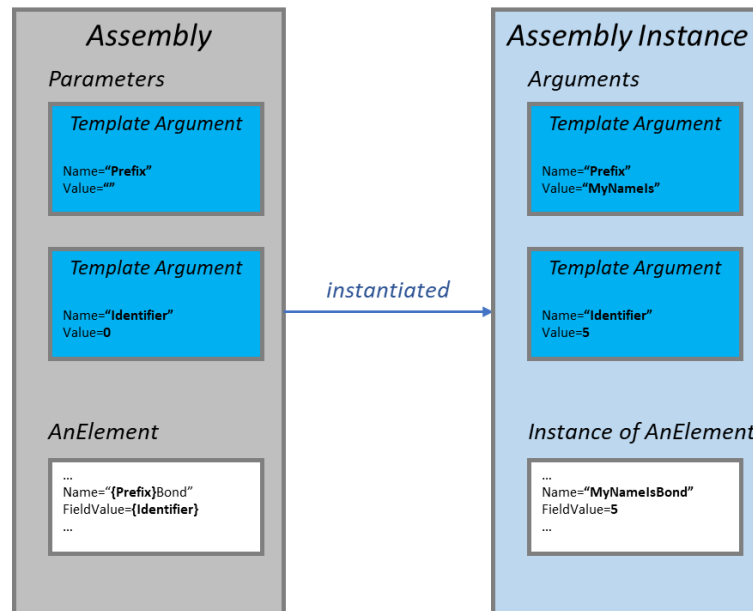 Assembly
Parameters
Template Argument
Name=“Prefix”
Value=“”
Template Argument
Name=“Identifier”
Value=0
AnElement
...
Name=“{Prefix}Bond”
FieldValue={Identifier}
...
instantiated
Assembly Instance
Arguments
Template Argument
Name=“Prefix”
Value=“MyNameIs”
Template Argument
Name=“Identifier”
Value=5
Instance of AnElement
...
Name=“MyNameIsBond”
FieldValue=5
...